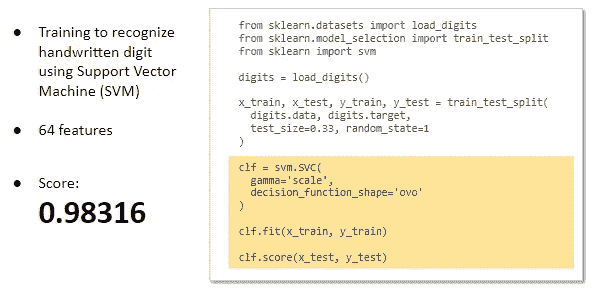 Training to recognize
handwritten digit
using Support Vector
Machine (SVM)
64 features
Score:
0.98316
from sklearn.datasets import load_digits
from sklearn.model_selection import train_test_split
from sklearn import svm
digits = load_digits()
x_train, x_test, y_train, y_test = train_test_split(
digits.data, digits.target,
test_size=0.33, random_state=1
)
clf = svm.SVC(
gamma='scale',
decision_function_shape='ovo'
)
clf.fit(x_train, y_train)
clf.score(x_test, y_test)